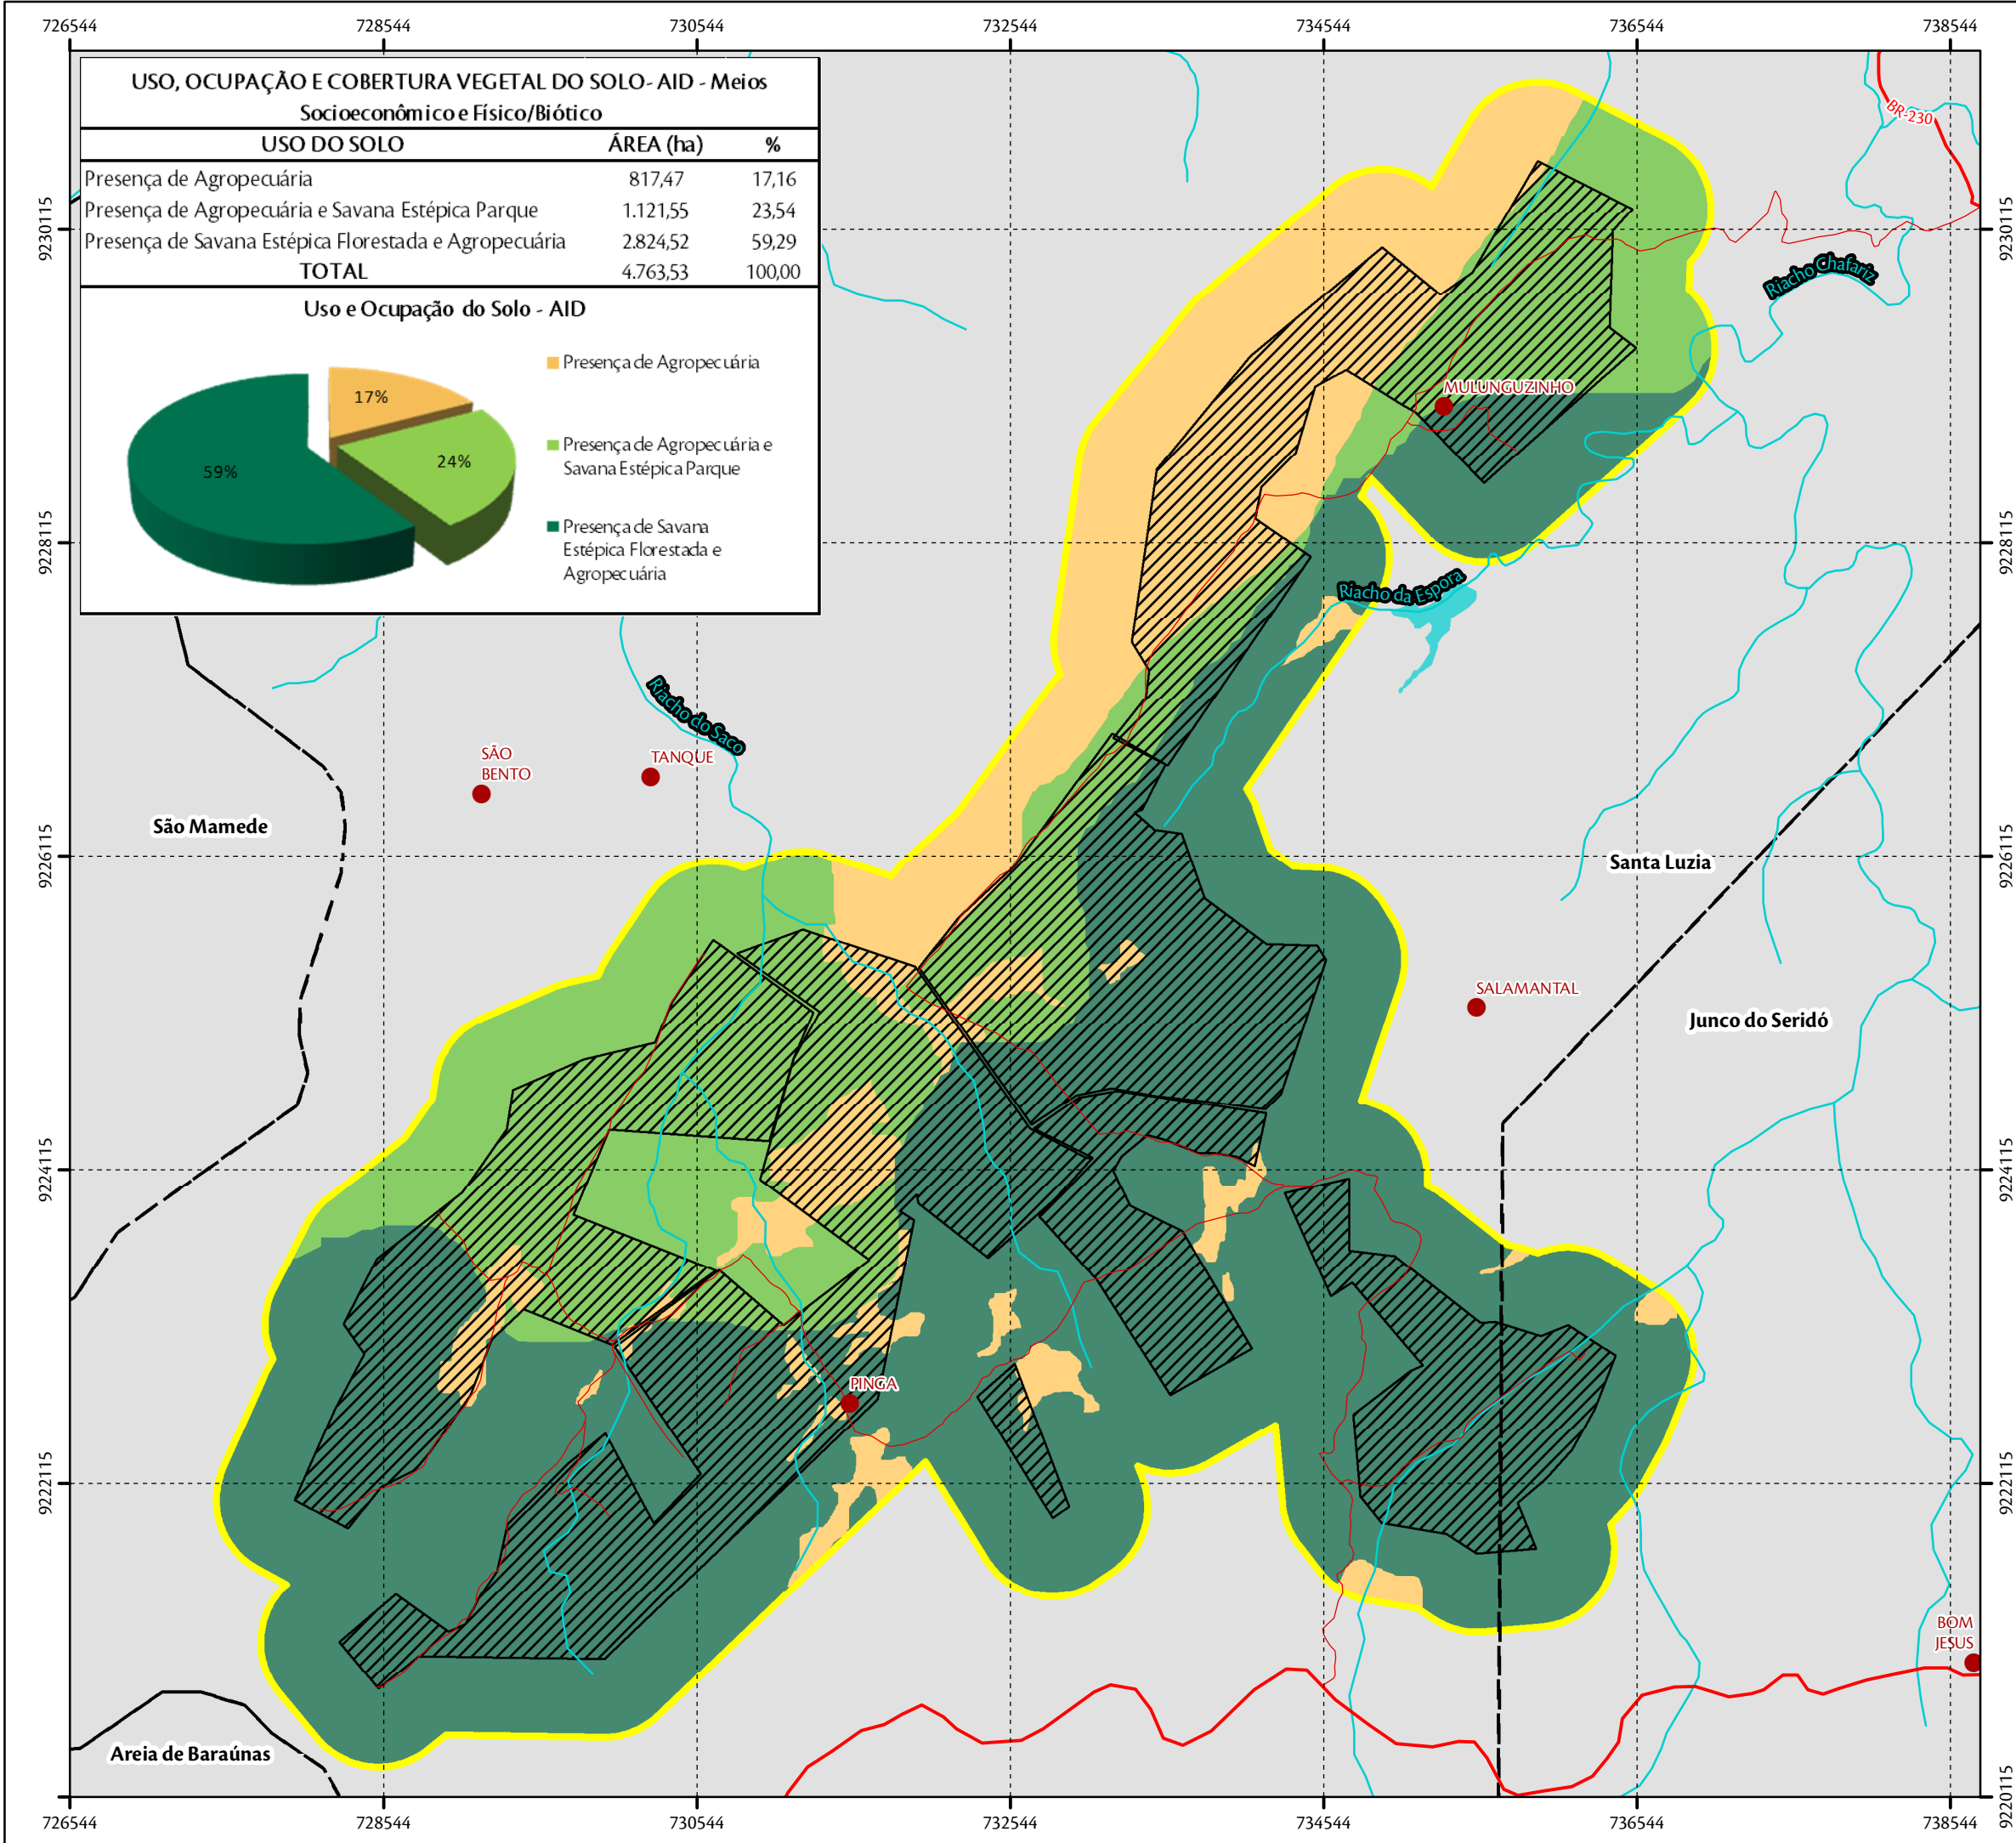 726544 728544 730544 732544 734544 736544 738544
USO, OCUPAÇÃO E COBERTURA VEGETAL DO SOLO- AID - Meios
Socioeconômico e Físico/Biótico
USO DO SOLO ÁREA (ha) %
Presença de Agropecuária 817,47 17,16
Presença de Agropecuária e Savana Estépica Parque 1.121,55 23,54
Presença de Savana Estépica Florestada e Agropecuária 2.824,52 59,29
TOTAL 4.763,53 100,00
Uso e Ocupação do Solo - AID
17%
24%
59%
Presença de Agropecuária
Presença de Agropecuária e
Savana Estépica Parque
Presença de Savana
Estépica Florestada e
Agropecuária
BR-230
9230115 9230115
Riacho Chafariz
MULUNGUZINHO
9228115 9228115
Riacho da Espora
Riacho do Saco
SÃO
BENTO
TANQUE
São Mamede
9226115 9226115
Santa Luzia
SALAMANTAL
Junco do Seridó
9224115 9224115
PINGA
9222115 9222115
BOM
JESUS
Areia de Baraúnas
9220115
726544 728544 730544 732544 734544 736544 738544